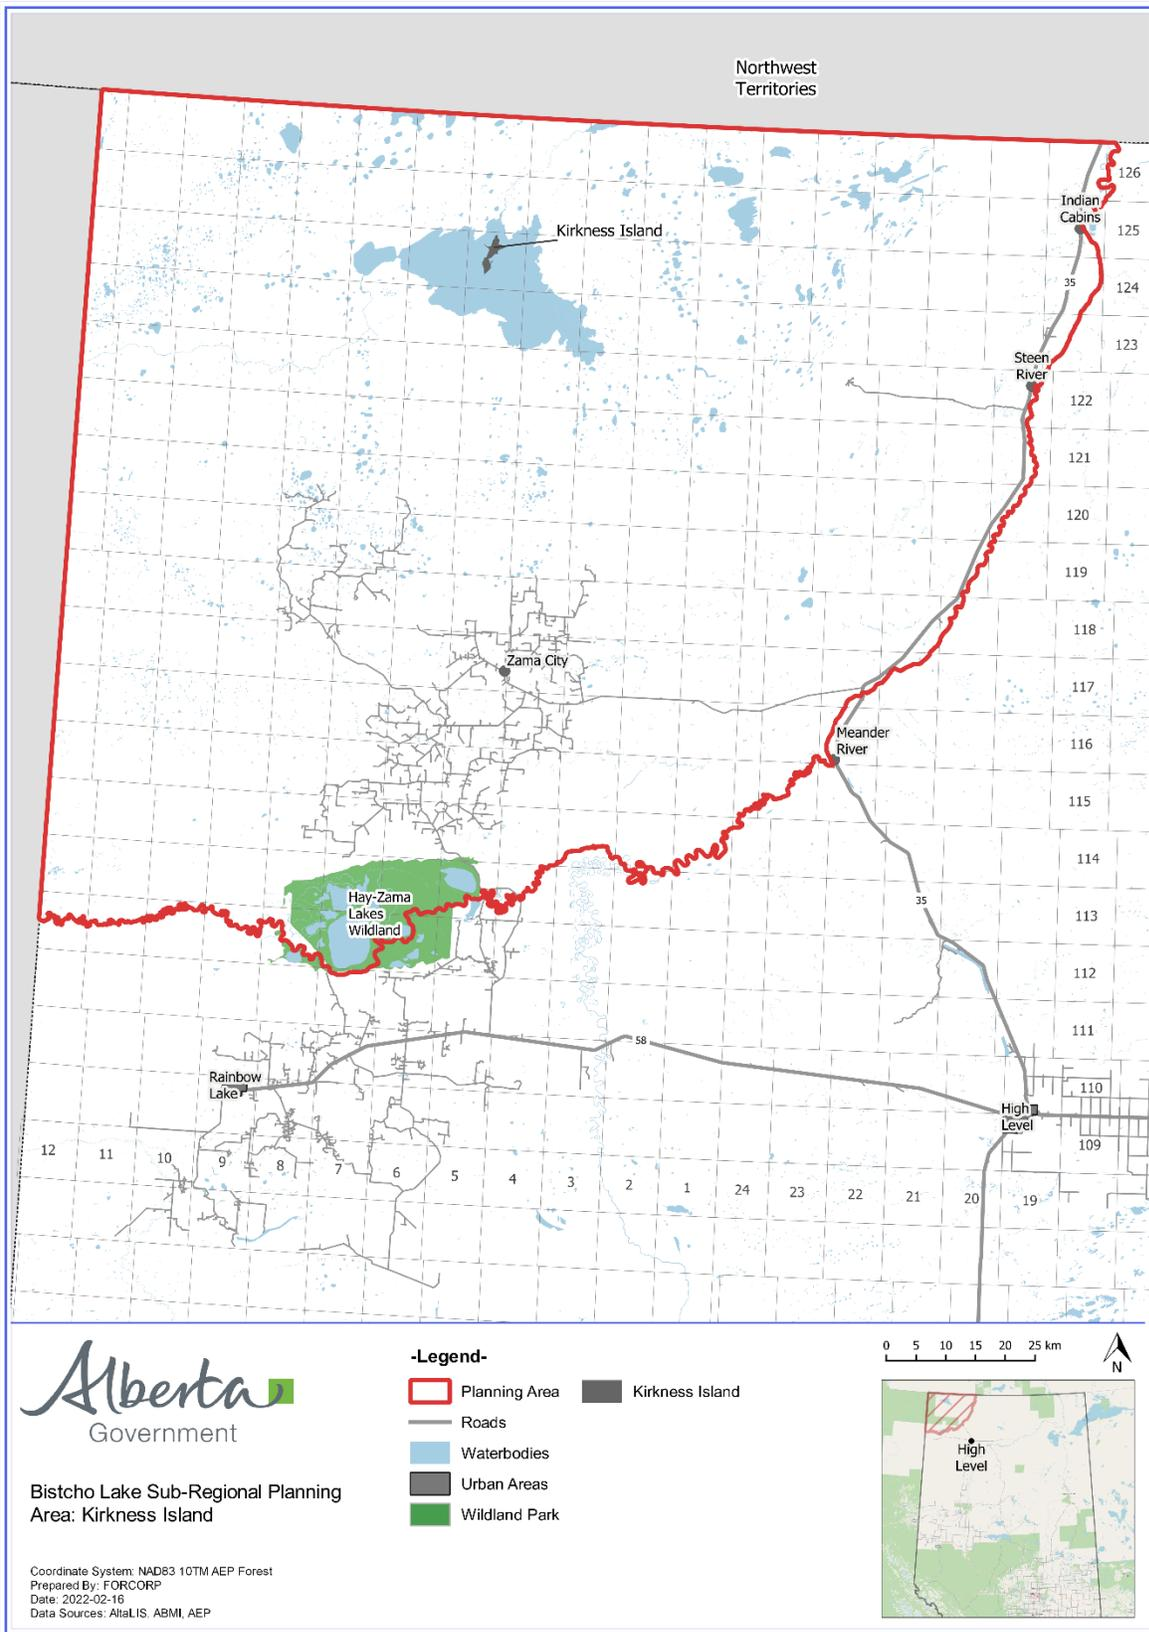 Northwest
Territories
126
Indian
Cabins
125
Kirkness Island
35
124
123
Steen
River
122
121
120
119
118
Zama City
117
Meander
River
116
115
114
Hay-Zama
Lakes
Wildland
35
113
112
111
58
Rainbow
Lake
110
High
Level
109
12
11
10
9
8
7
6
5
4
3
2
1
24
23
22
21
20
19
Alberta
Government
Bistcho Lake Sub-Regional Planning
Area: Kirkness Island
Coordinate System: NAD83 10TM AEP Forest
Prepared By: FORCORP
Date: 2022-02-16
Data Sources: AltaLIS, ABMI, AEP
-Legend-
Planning Area
Kirkness Island
Roads
Waterbodies
Urban Areas
Wildland Park
0 5 10 15 20 25 km
N
High
Level